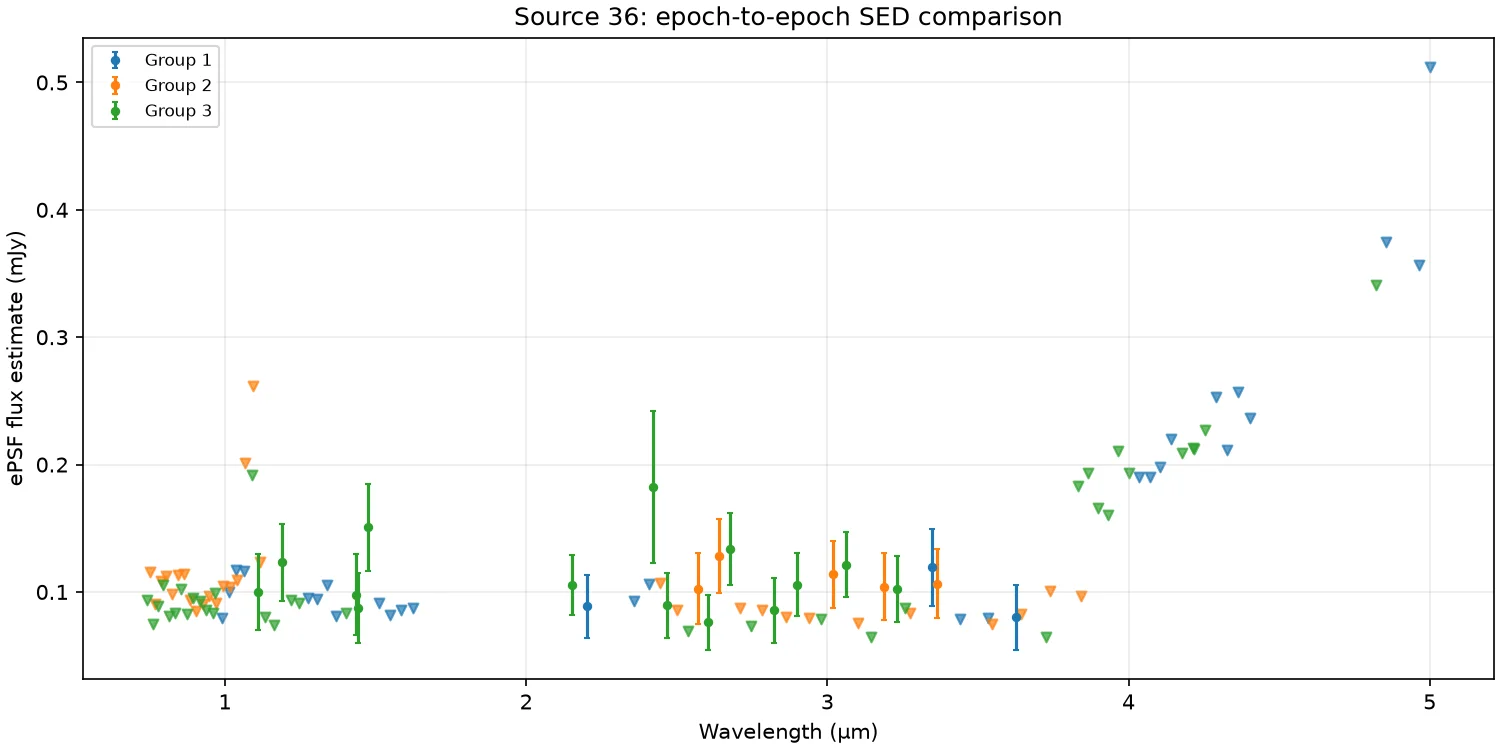 Source 36: epoch-to-epoch SED comparison
Group 1
Group 2
Group 3
ePSF flux estimate (mJy)
0.5
0.4
0.3
0.2
0.1
1 2 3 4 5
Wavelength (μm)